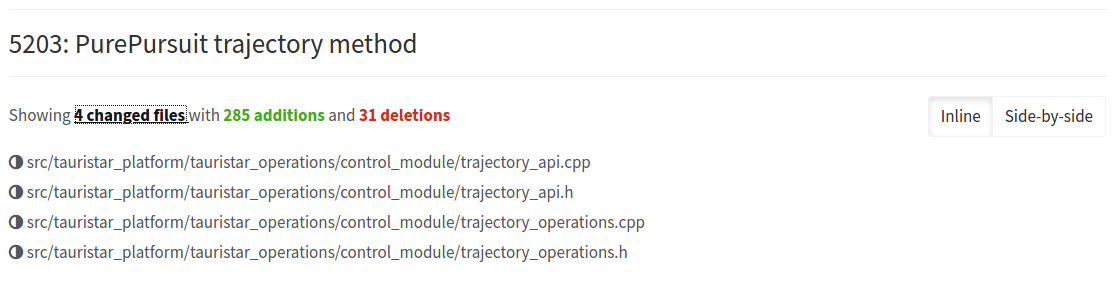 5203: PurePursuit trajectory method
Showing 4 changed files with 285 additions and 31 deletions
Inline
Side-by-side
src/tauristar_platform/tauristar_operations/control_module/trajectory_api.cpp
src/tauristar_platform/tauristar_operations/control_module/trajectory_api.h
src/tauristar_platform/tauristar_operations/control_module/trajectory_operations.cpp
src/tauristar_platform/tauristar_operations/control_module/trajectory_operations.h